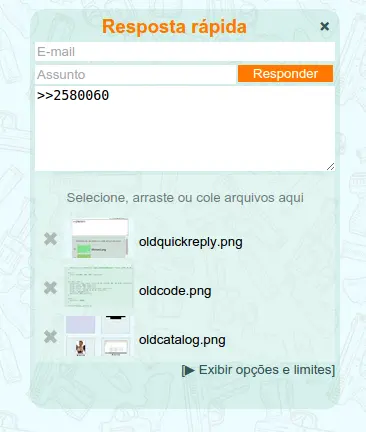 Resposta rápida
×
E-mail
Assunto
Responder
>>2580060
Selecione, arraste ou cole arquivos aqui
✖ oldquickreply.png
✖ oldcode.png
✖ oldcatalog.png
[▶ Exibir opções e limites]